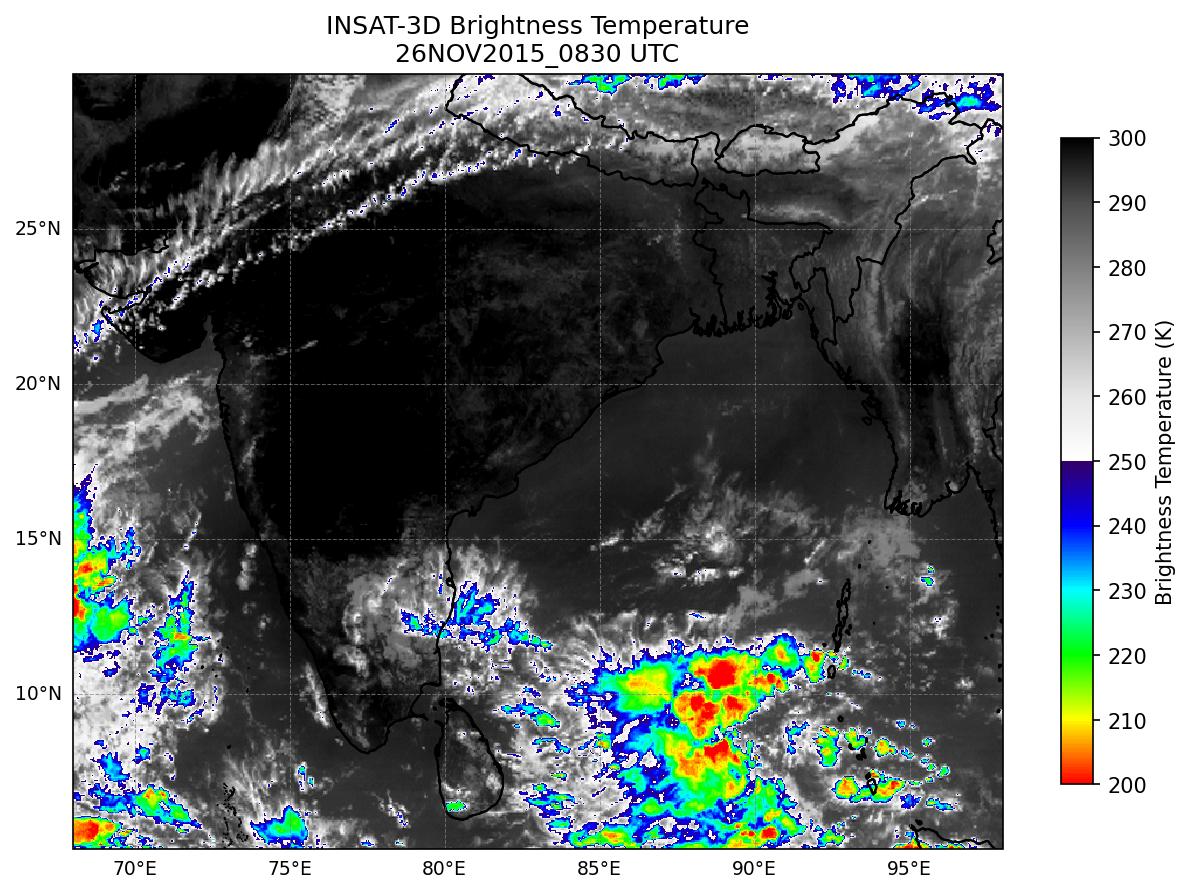 INSAT-3D Brightness Temperature
26NOV2015_0830 UTC
25°N
20°N
15°N
10°N
70°E
75°E
80°E
85°E
90°E
95°E
300
290
280
270
260
250
240
230
220
210
200
Brightness Temperature (K)